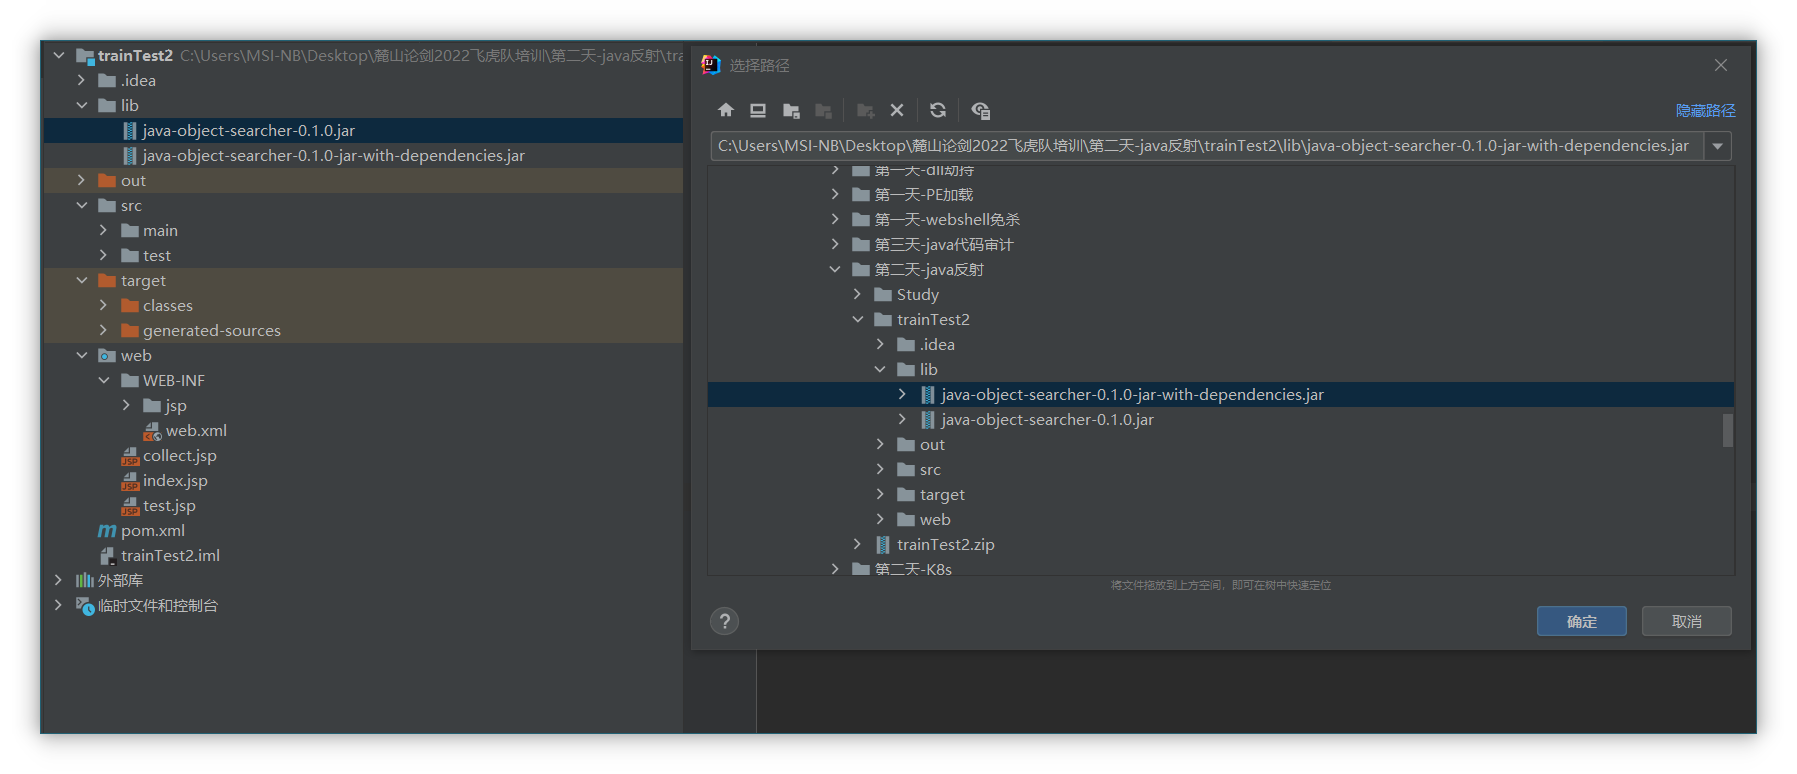 trainTest2 C:\Users\MSI-NB\Desktop\麓山论剑2022飞虎队培训\第二天-java反射\tra
.idea
lib
java-object-searcher-0.1.0.jar
java-object-searcher-0.1.0-jar-with-dependencies.jar
out
src
main
test
target
classes
generated-sources
web
WEB-INF
jsp
web.xml
collect.jsp
index.jsp
test.jsp
pom.xml
trainTest2.iml
外部库
临时文件和控制台
选择路径
隐藏路径
C:\Users\MSI-NB\Desktop\麓山论剑2022飞虎队培训\第二天-java反射\trainTest2\lib\java-object-searcher-0.1.0-jar-with-dependencies.jar
第一天-dll劫持
第一天-PE加载
第一天-webshell免杀
第三天-java代码审计
第二天-java反射
Study
trainTest2
.idea
lib
java-object-searcher-0.1.0-jar-with-dependencies.jar
java-object-searcher-0.1.0.jar
out
src
target
web
trainTest2.zip
第二天-K8s
将文件拖放到上方空间，即可在树中快速定位
?
确定
取消